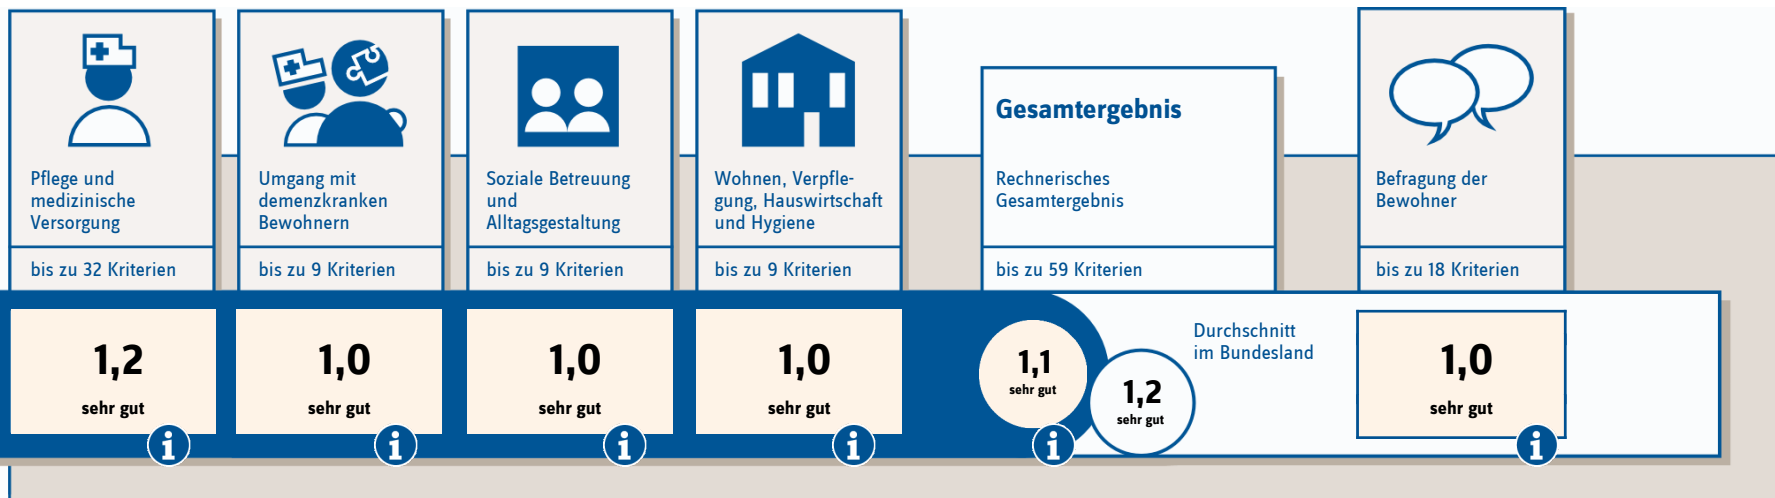 Pflege und
medizinische
Versorgung
bis zu 32 Kriterien
1,2
sehr gut
i
Umgang mit
demenzkranken
Bewohnern
bis zu 9 Kriterien
1,0
sehr gut
i
Soziale Betreuung
und
Alltagsgestaltung
bis zu 9 Kriterien
1,0
sehr gut
i
Wohnen, Verpfle-
gung, Hauswirtschaft
und Hygiene
bis zu 9 Kriterien
1,0
sehr gut
i
Gesamtergebnis
Rechnerisches
Gesamtergebnis
bis zu 59 Kriterien
1,1
sehr gut
i
Durchschnitt
im Bundesland
1,2
sehr gut
Befragung der
Bewohner
bis zu 18 Kriterien
1,0
sehr gut
i